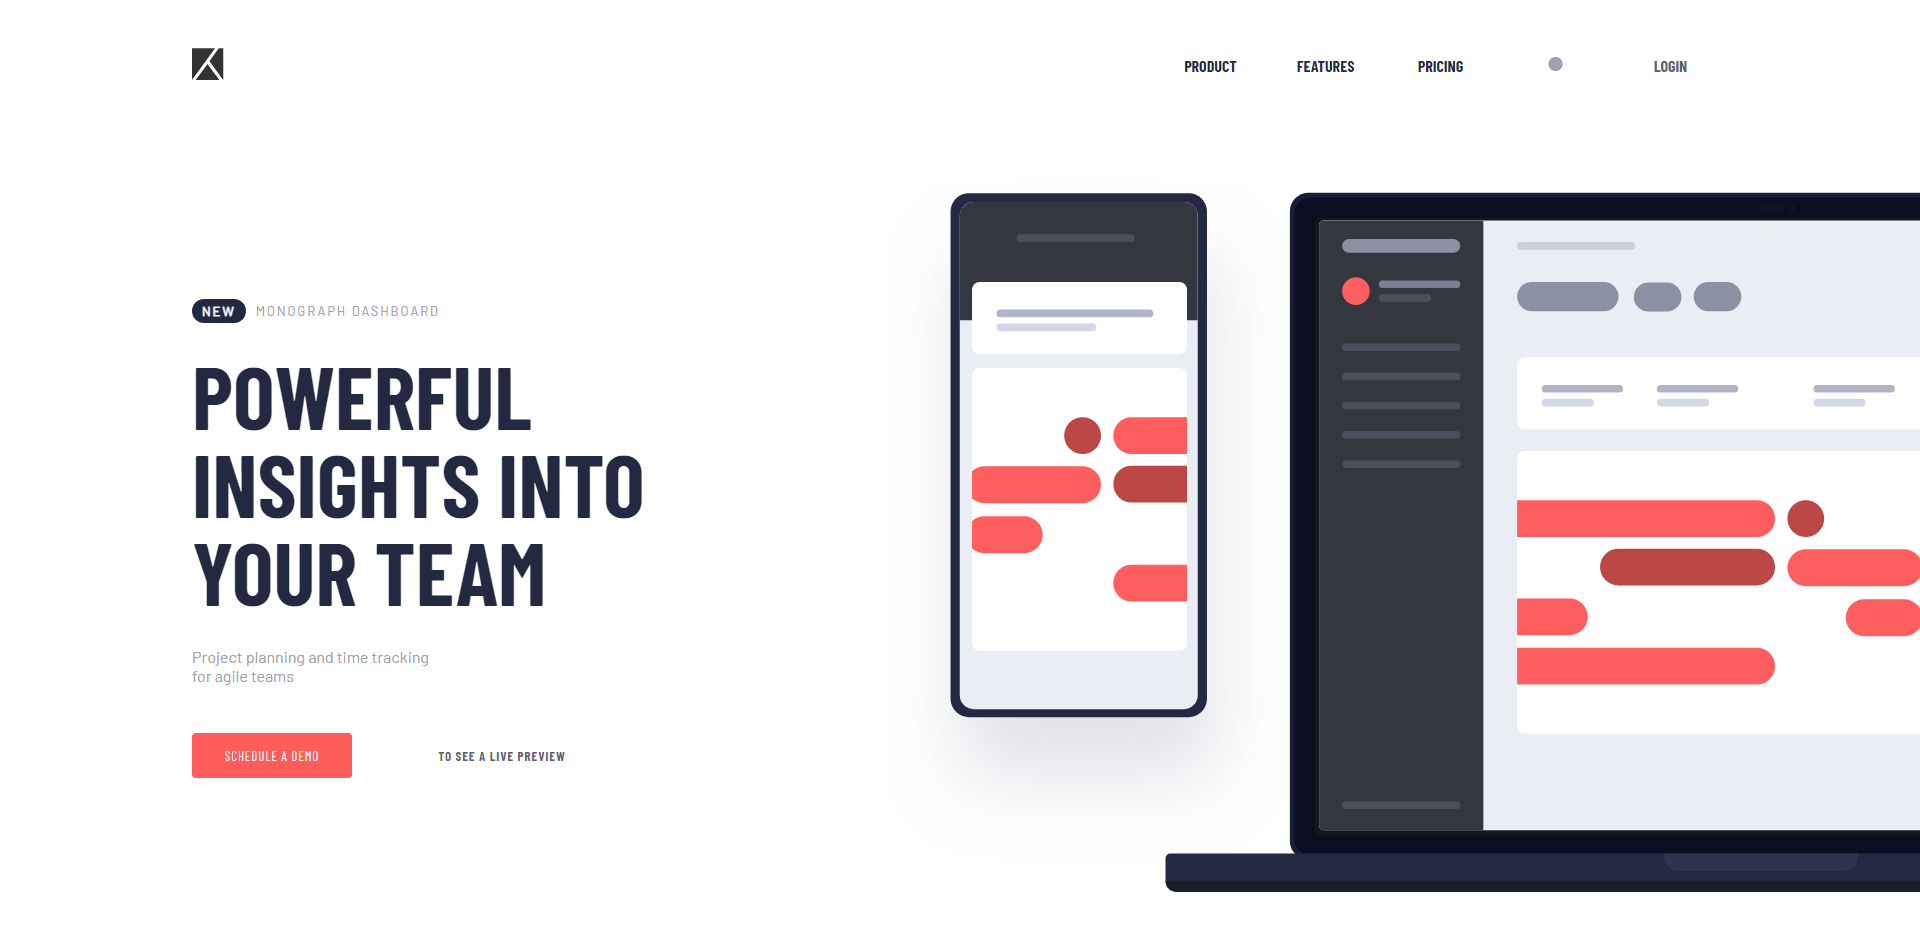 PRODUCT FEATURES PRICING LOGIN
NEW MONOGRAPH DASHBOARD
POWERFUL
INSIGHTS INTO
YOUR TEAM
Project planning and time tracking
for agile teams
SCHEDULE A DEMO TO SEE A LIVE PREVIEW